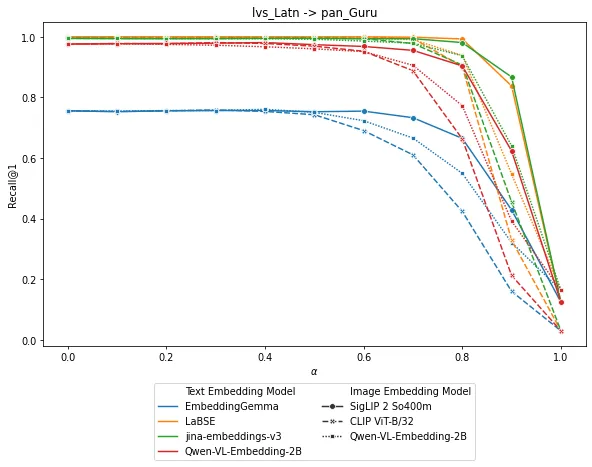 lvs_Latn -> pan_Guru
1.0
0.8
0.6
0.4
0.2
0.0
Recall@1
0.0 0.2 0.4 0.6 0.8 1.0
α
Text Embedding Model Image Embedding Model
EmbeddingGemma SigLIP 2 So400m
LaBSE CLIP ViT-B/32
jina-embeddings-v3 Qwen-VL-Embedding-2B
Qwen-VL-Embedding-2B